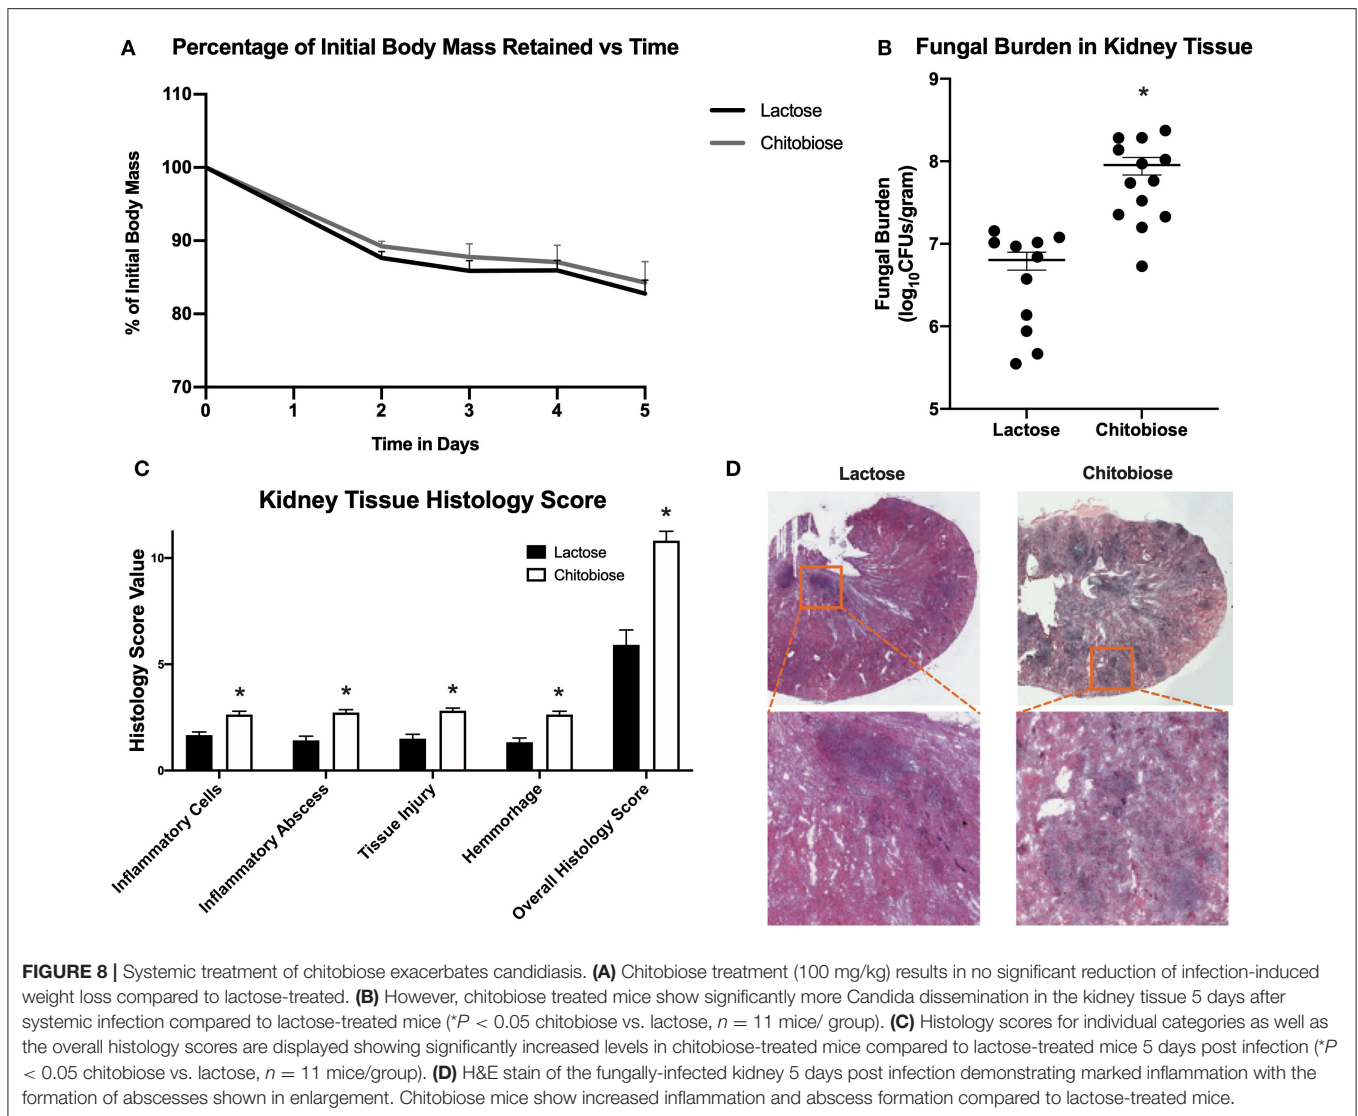 A Percentage of Initial Body Mass Retained vs Time
110
100
90
80
70
% of Initial Body Mass
0 1 2 3 4 5
Time in Days
Lactose
Chitobiose
B Fungal Burden in Kidney Tissue
9
8
7
6
5
Fungal Burden
(log10CFUs/gram)
*
Lactose Chitobiose
C
Kidney Tissue Histology Score
10
5
0
Histology Score Value
Lactose
Chitobiose
* * * * *
Inflammatory Cells
Inflammatory Abscess
Tissue Injury
Hemmorhage
Overall Histology Score
D
Lactose Chitobiose
FIGURE 8 | Systemic treatment of chitobiose exacerbates candidiasis. (A) Chitobiose treatment (100 mg/kg) results in no significant reduction of infection-induced
weight loss compared to lactose-treated. (B) However, chitobiose treated mice show significantly more Candida dissemination in the kidney tissue 5 days after
systemic infection compared to lactose-treated mice (*P < 0.05 chitobiose vs. lactose, n = 11 mice/ group). (C) Histology scores for individual categories as well as
the overall histology scores are displayed showing significantly increased levels in chitobiose-treated mice compared to lactose-treated mice 5 days post infection (*P
< 0.05 chitobiose vs. lactose, n = 11 mice/group). (D) H&E stain of the fungally-infected kidney 5 days post infection demonstrating marked inflammation with the
formation of abscesses shown in enlargement. Chitobiose mice show increased inflammation and abscess formation compared to lactose-treated mice.